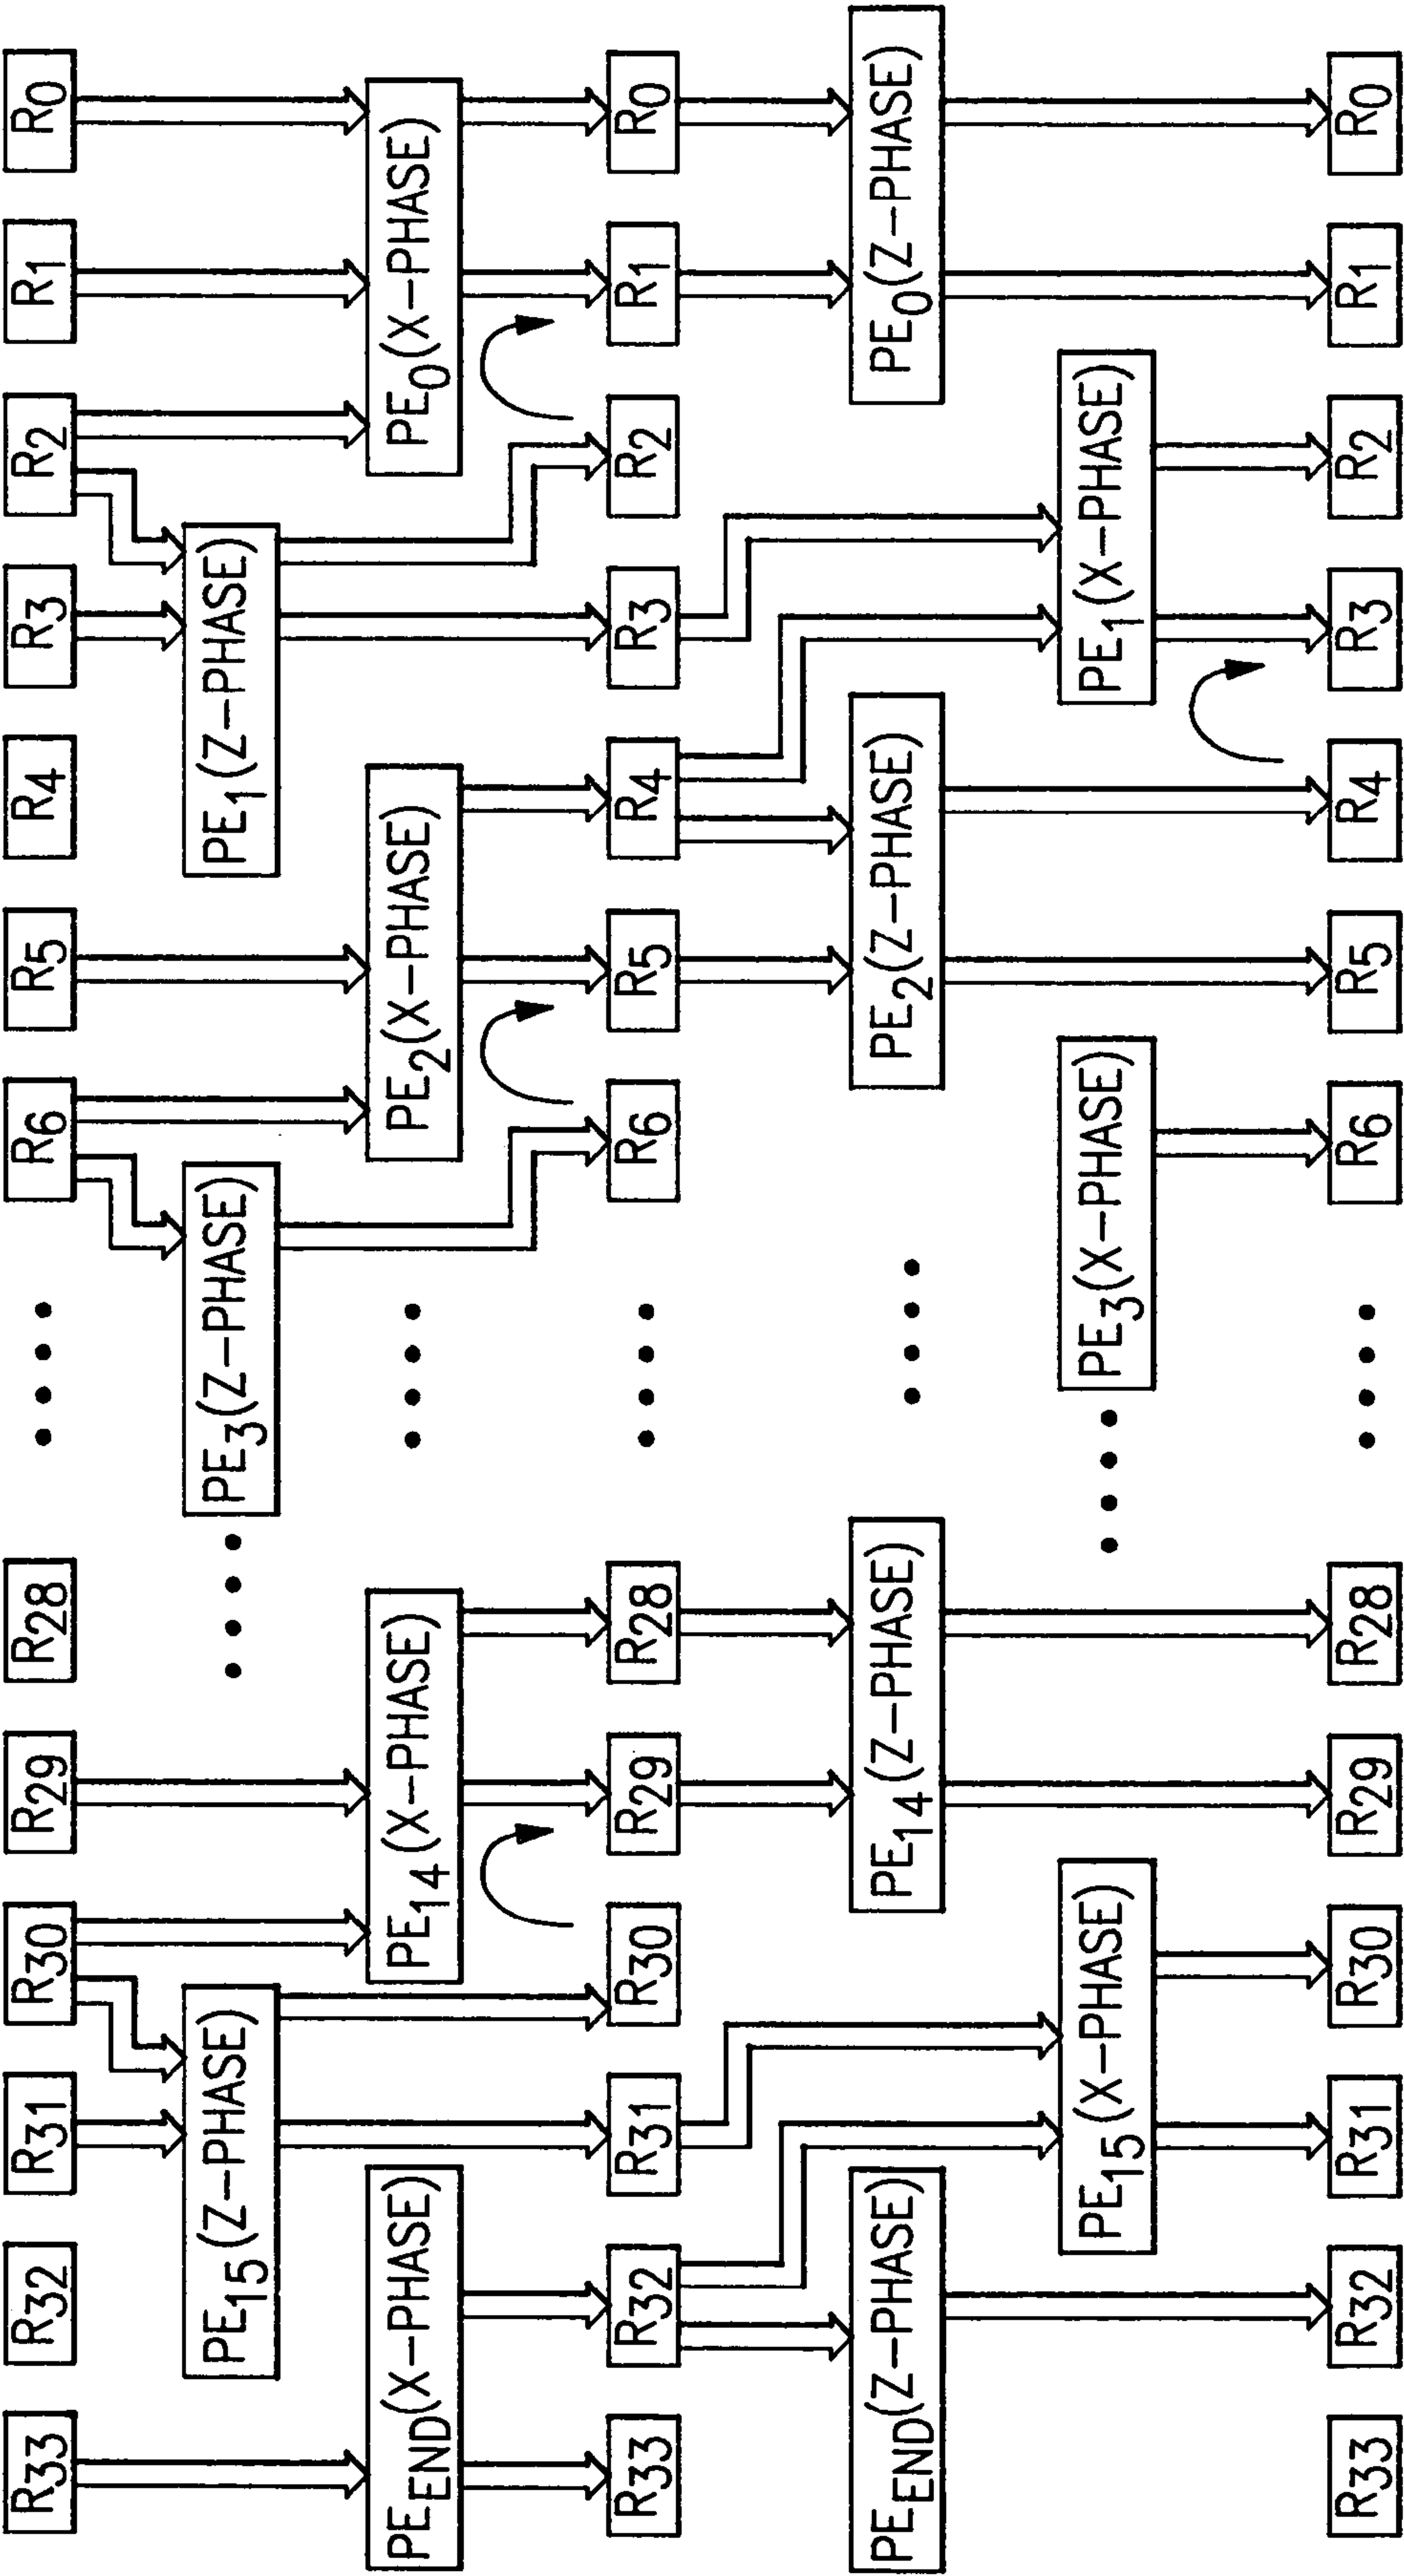 R33 R32 R31 R30 R29 R28 R6 R5 R4 R3 R2 R1 R0
PE15(Z-PHASE) PE3(Z-PHASE) PE1(Z-PHASE)
PEEND(X-PHASE) PE14(X-PHASE) PE2(X-PHASE) PE0(X-PHASE)
R33 R32 R31 R30 R29 R28 R6 R5 R4 R3 R2 R1 R0
PEEND(Z-PHASE) PE14(Z-PHASE) PE2(Z-PHASE) PE0(Z-PHASE)
PE15(X-PHASE) PE3(X-PHASE) PE1(X-PHASE)
R33 R32 R31 R30 R29 R28 R6 R5 R4 R3 R2 R1 R0